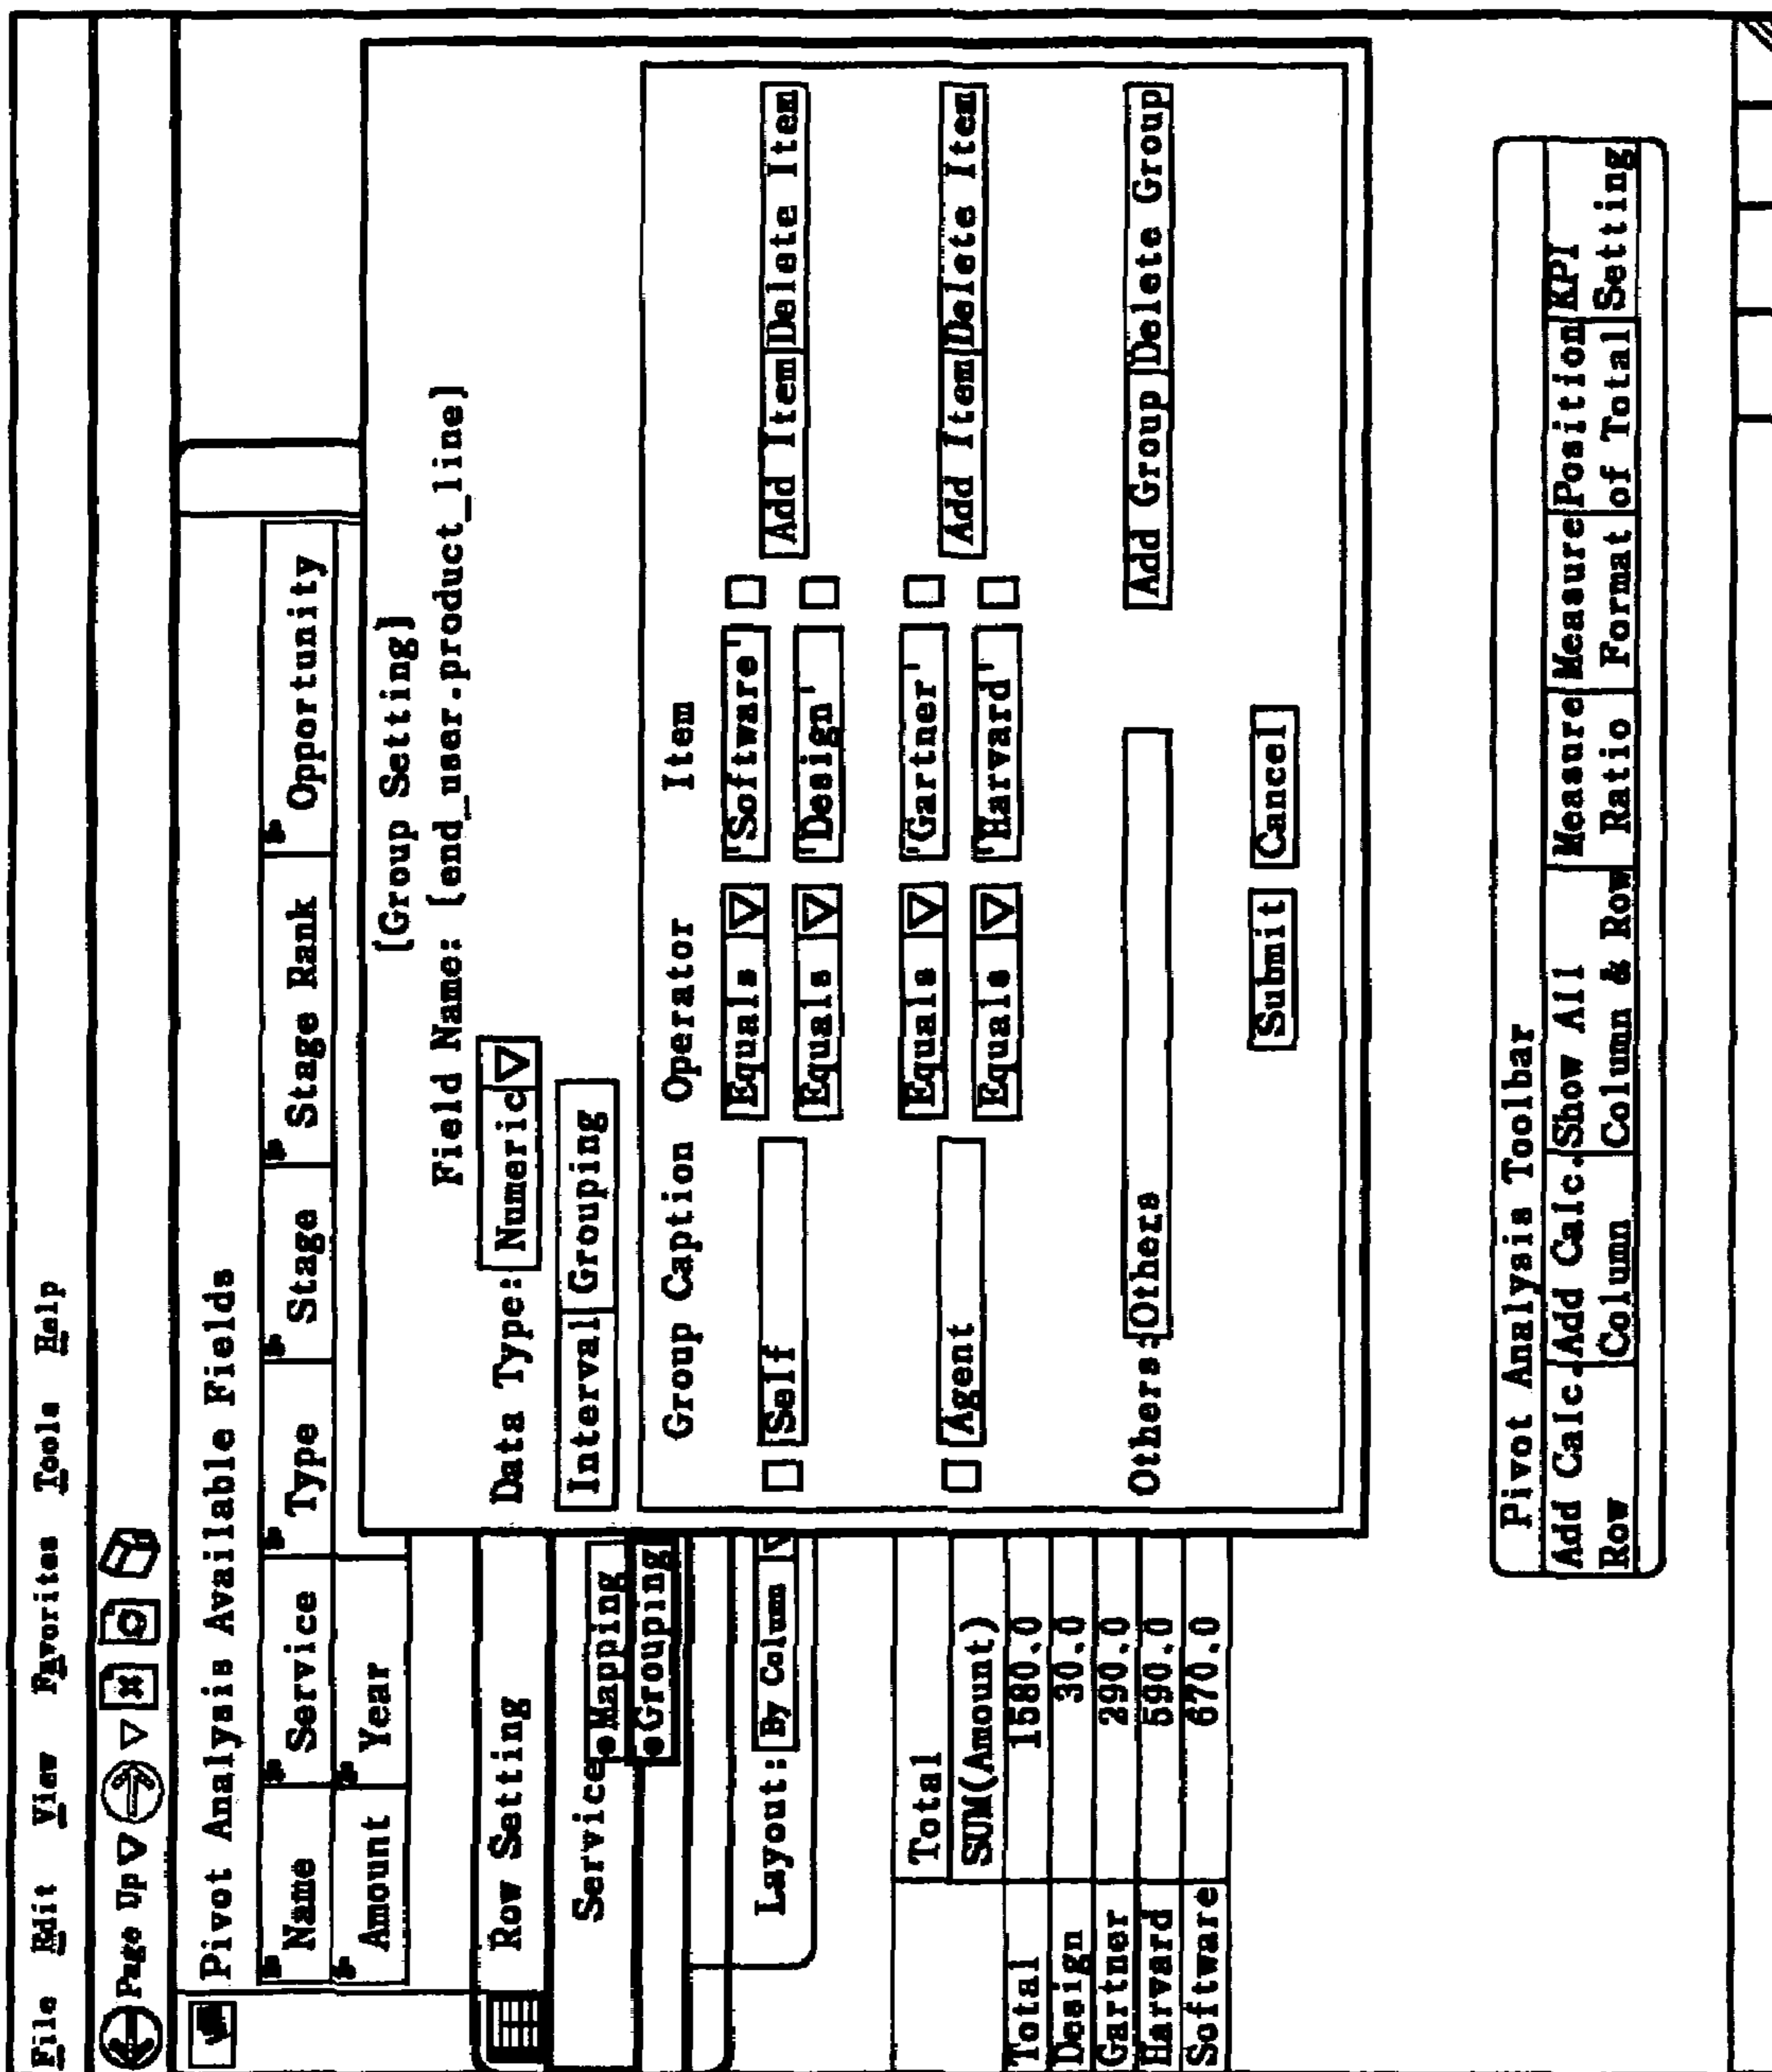 File Edit View Favorites Tools Help
Page Up
Pivot Analysis Available Fields
Name Service Type Stage Stage Rank Opportunity
Amount Year
[Group Setting]
Field Name: [end_user.product_line]
Data Type: Numeric
Interval Grouping
Group Caption Operator Item
Equals 'Software'
Self Add Item Delete Item
Equals 'Design'
Equals 'Gartner'
Agent Add Item Delete Item
Equals 'Harvard'
Others: Others Add Group Delete Group
Submit Cancel
Row Setting
Service Mapping
Grouping
Layout: By Column
Total
SUM(Amount)
Total 1580.0
Design 30.0
Gartner 290.0
Harvard 590.0
Software 670.0
Pivot Analysis Toolbar
Add Calc. Add Calc. Show All Measure Measure Position KPI
Row Column Column & Row Ratio Format of Total Setting